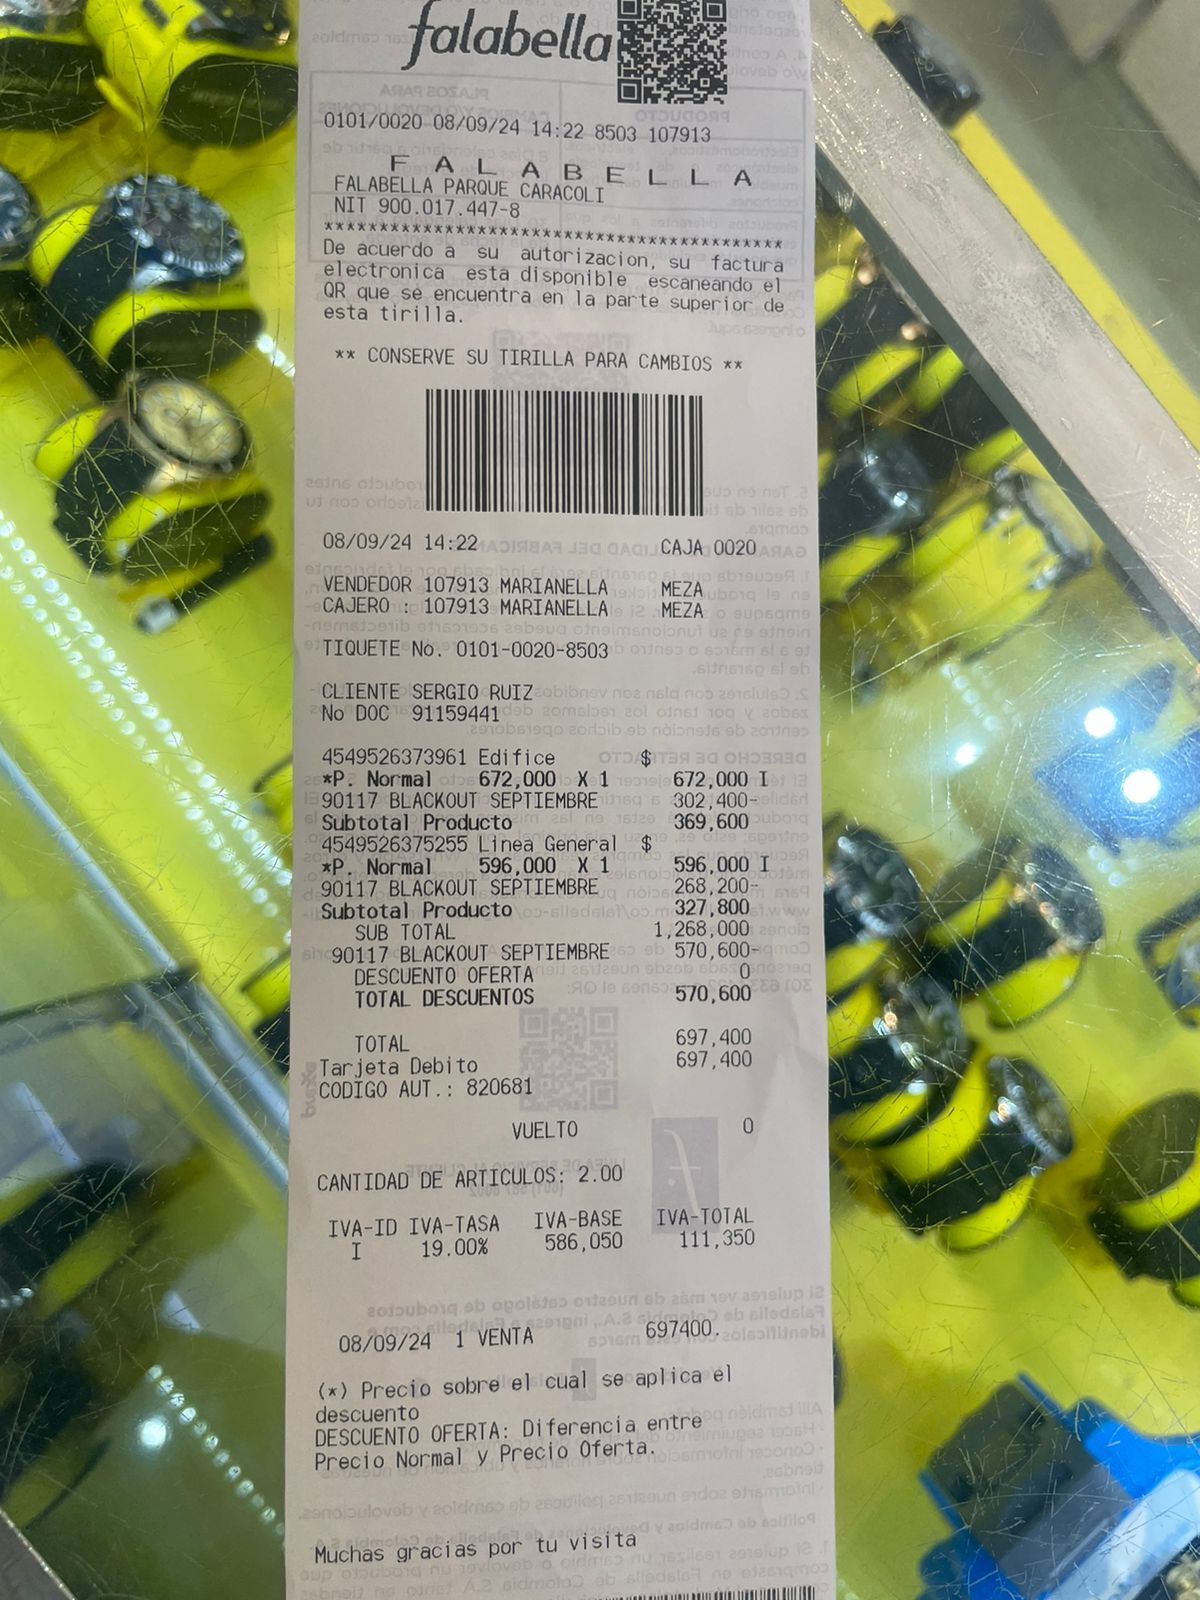 falabella
0101/0020 08/09/24 14:22 8503 107913
F A L A B E L L A
FALABELLA PARQUE CARACOLI
NIT 900.017.447-8
*******************************************
De acuerdo a su autorizacion, su factura
electronica esta disponible escaneando el
QR que se encuentra en la parte superior de
esta tirilla.
** CONSERVE SU TIRILLA PARA CAMBIOS **
08/09/24 14:22 CAJA 0020
VENDEDOR 107913 MARIANELLA MEZA
CAJERO 107913 MARIANELLA MEZA
TIQUETE No. 0101-0020-8503
CLIENTE SERGIO RUIZ
No DOC 91159441
4549526373961 Edifice $
*P. Normal 672,000 X 1 672,000 I
90117 BLACKOUT SEPTIEMBRE 302,400-
Subtotal Producto 369,600
4549526375255 Linea General $
*P. Normal 596,000 X 1 596,000 I
90117 BLACKOUT SEPTIEMBRE 268,200-
Subtotal Producto 327,800
SUB TOTAL 1,268,000
90117 BLACKOUT SEPTIEMBRE 570,600-
DESCUENTO OFERTA 0
TOTAL DESCUENTOS 570,600
TOTAL 697,400
Tarjeta Debito 697,400
CODIGO AUT.: 820681
VUELTO 0
CANTIDAD DE ARTICULOS: 2.00
IVA-ID IVA-TASA IVA-BASE IVA-TOTAL
I 19.00% 586,050 111,350
08/09/24 1 VENTA 697400.
(*) Precio sobre el cual se aplica el
descuento
DESCUENTO OFERTA: Diferencia entre
Precio Normal y Precio Oferta.
Muchas gracias por tu visita